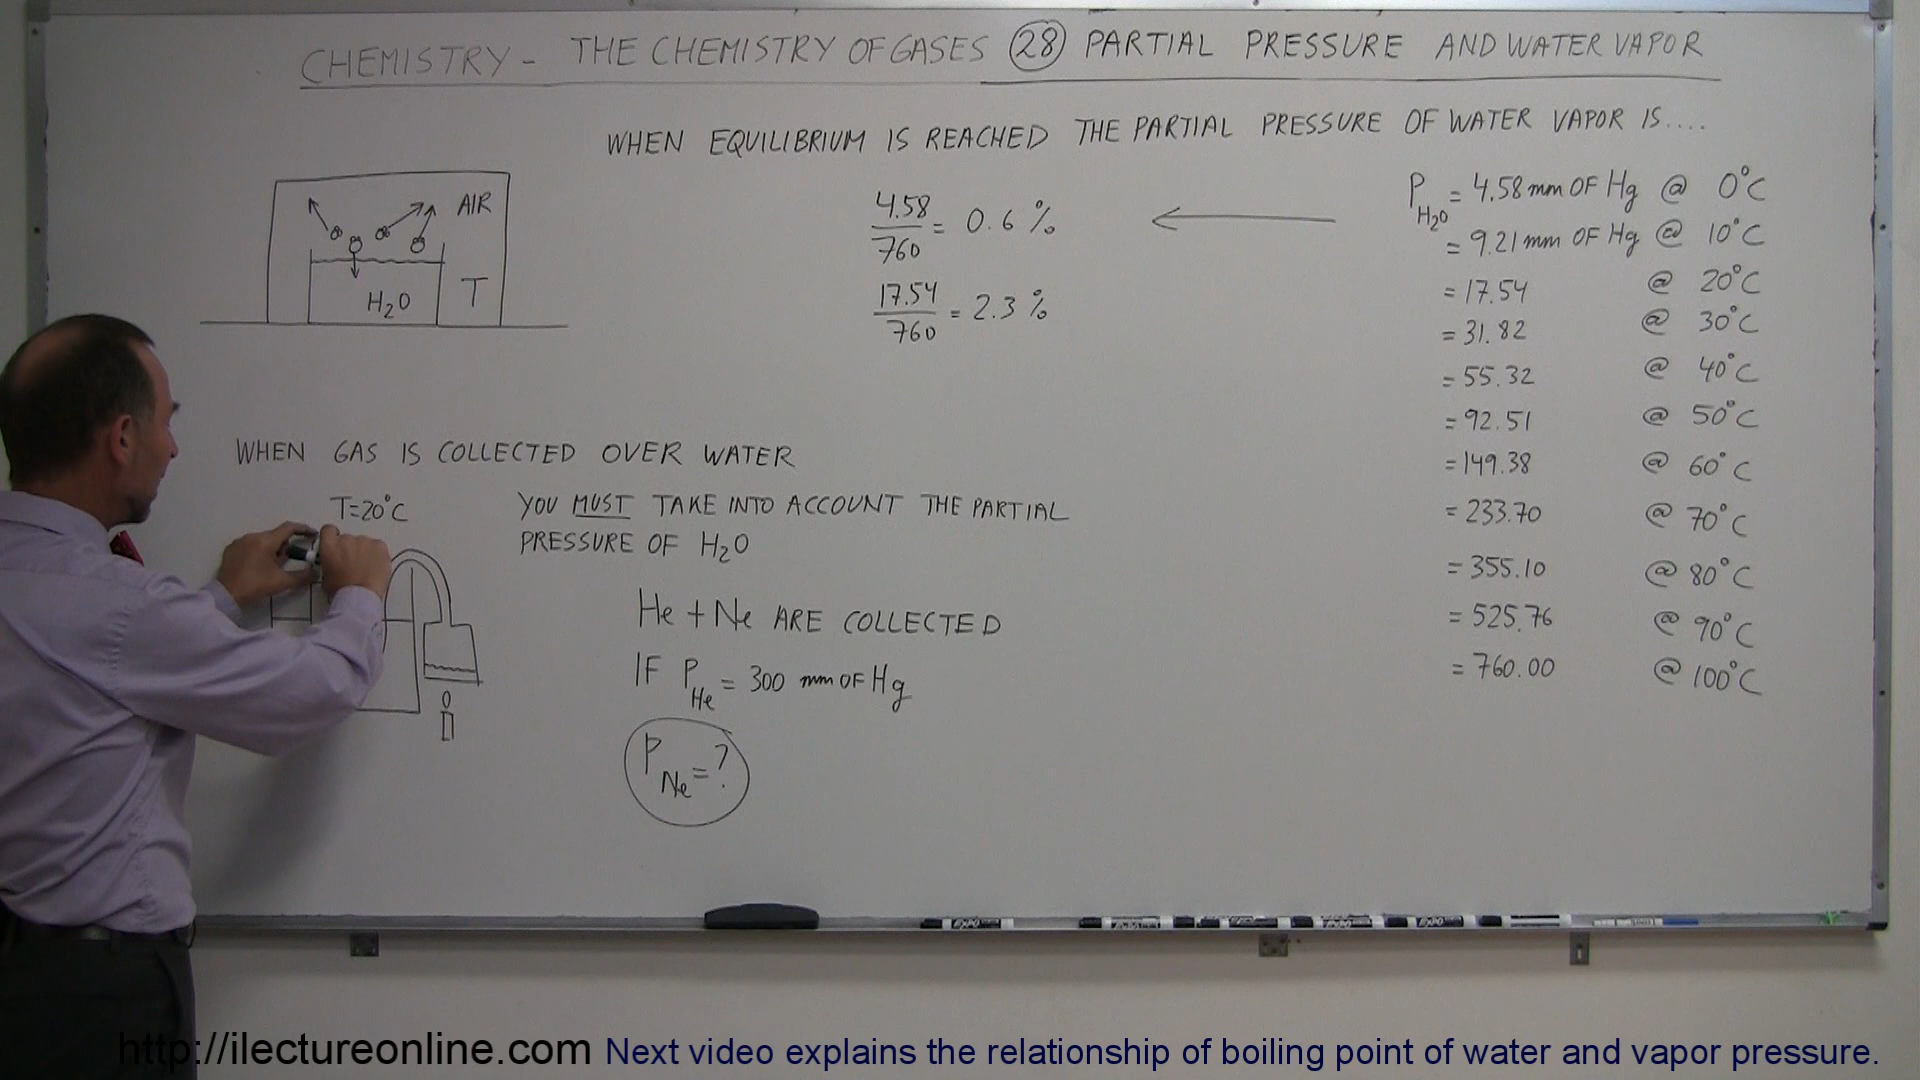 CHEMISTRY - THE CHEMISTRY OF GASES 28 PARTIAL PRESSURE AND WATER VAPOR
WHEN EQUILIBRIUM IS REACHED THE PARTIAL PRESSURE OF WATER VAPOR IS....
AIR
H₂O
T
4.58/760 = 0.6 %
17.54/760 = 2.3 %
←
P_H₂O = 4.58 mm OF Hg @ 0°C
= 9.21 mm OF Hg @ 10°C
= 17.54 @ 20°C
= 31.82 @ 30°C
= 55.32 @ 40°C
= 92.51 @ 50°C
= 149.38 @ 60°C
= 233.70 @ 70°C
= 355.10 @ 80°C
= 525.76 @ 90°C
= 760.00 @ 100°C
WHEN GAS IS COLLECTED OVER WATER
T=20°C
YOU MUST TAKE INTO ACCOUNT THE PARTIAL
PRESSURE OF H₂O
He + Ne ARE COLLECTED
IF P_He = 300 mm OF Hg
P_Ne = ?
http://ilectureonline.com Next video explains the relationship of boiling point of water and vapor pressure.